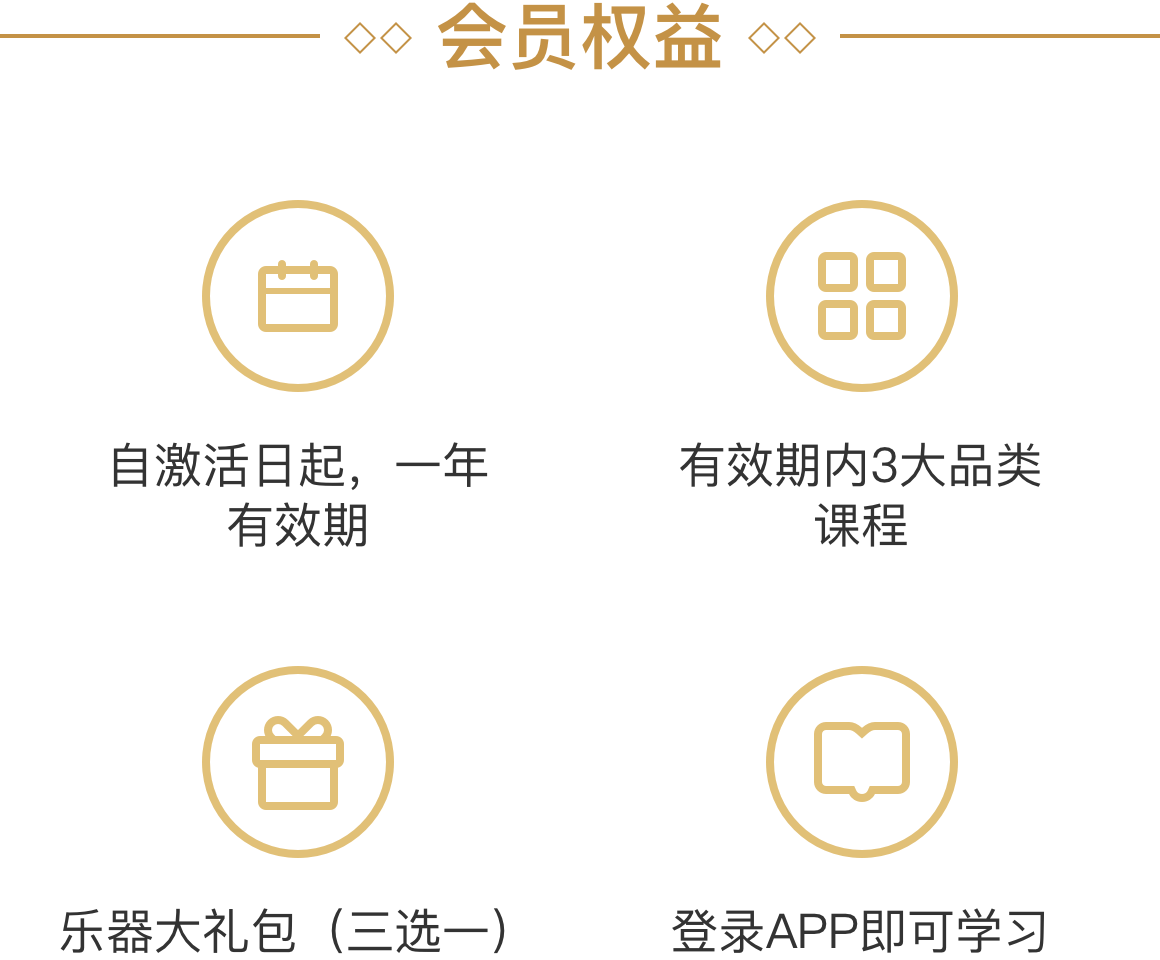 会员权益
自激活日起，一年
有效期
有效期内3大品类
课程
乐器大礼包（三选一）
登录APP即可学习